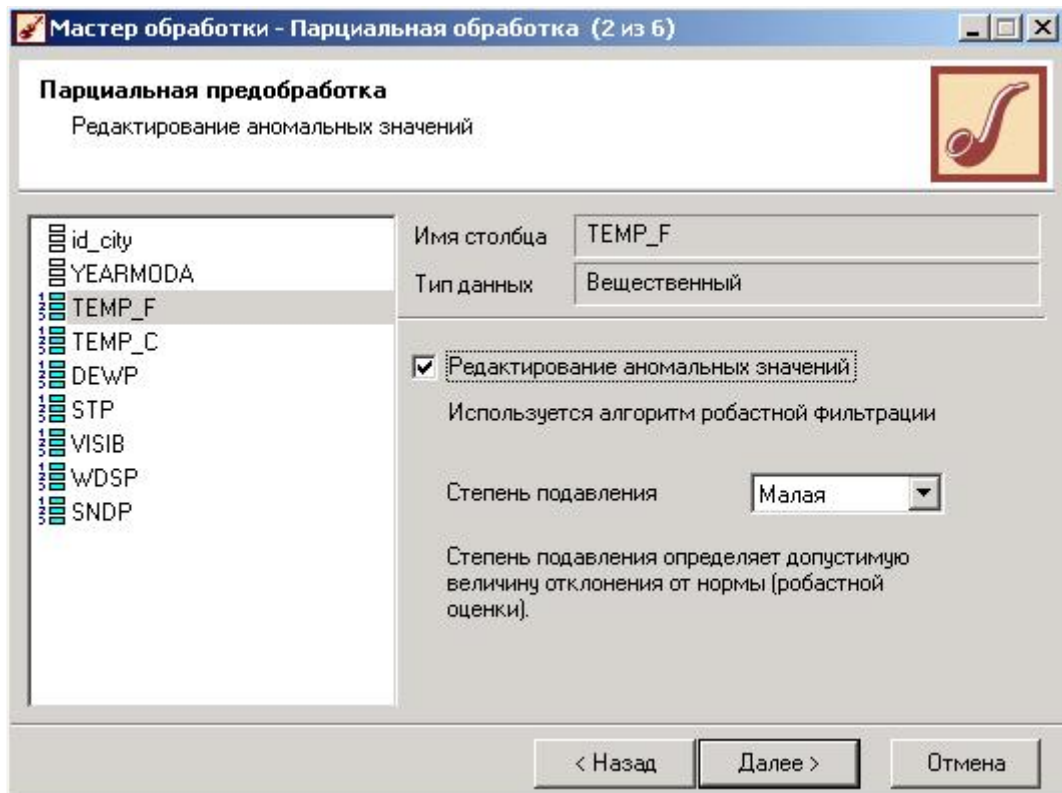 Мастер обработки - Парциальная обработка (2 из 6)
Парциальная предобработка
Редактирование аномальных значений
id_city
YEARMODA
TEMP_F
TEMP_C
DEWP
STP
VISIB
WDSP
SNDP
Имя столбца
TEMP_F
Тип данных
Вещественный
Редактирование аномальных значений
Используется алгоритм робастной фильтрации
Степень подавления
Малая
Степень подавления определяет допустимую
величину отклонения от нормы (робастной
оценки).
< Назад
Далее >
Отмена